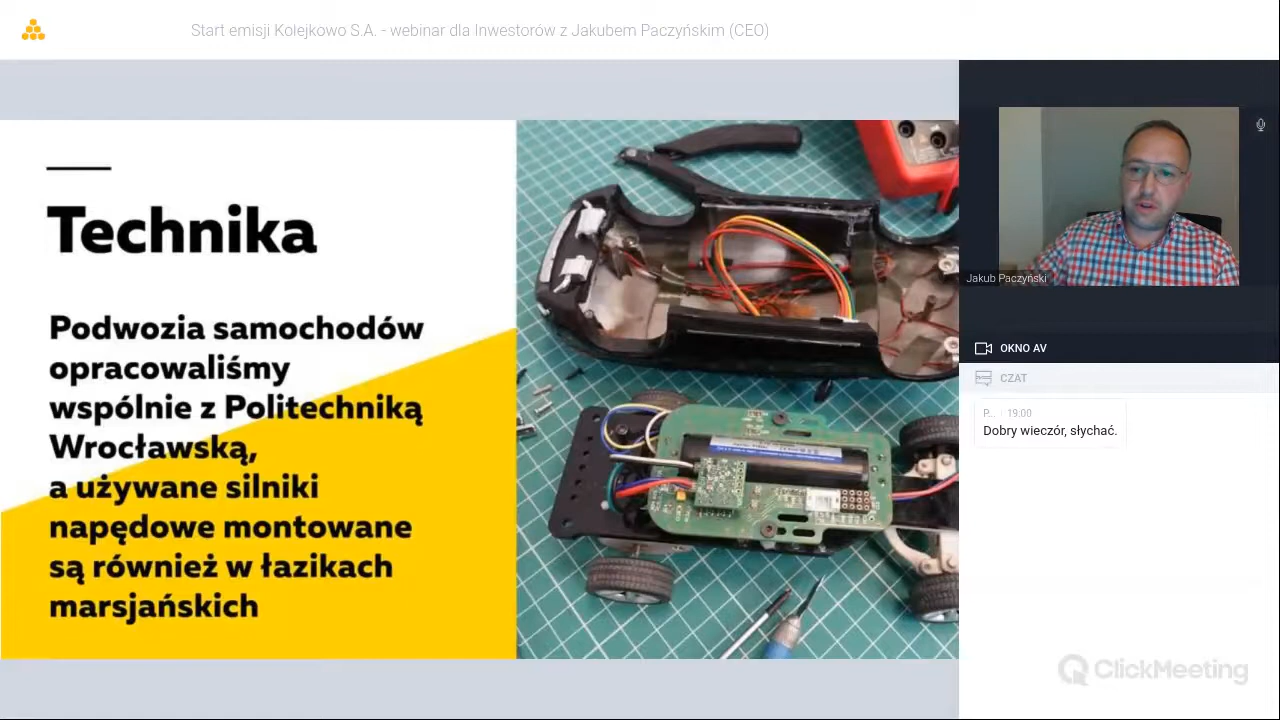 Start emisji Kolejkowo S.A. - webinar dla Inwestorów z Jakubem Paczyńskim (CEO)
Technika
Podwozia samochodów
opracowaliśmy
wspólnie z Politechniką
Wrocławską,
a używane silniki
napędowe montowane
są również w łazikach
marsjańskich
Jakub Paczyński
OKNO AV
CZAT
P... 19:00
Dobry wieczór, słychać.
ClickMeeting